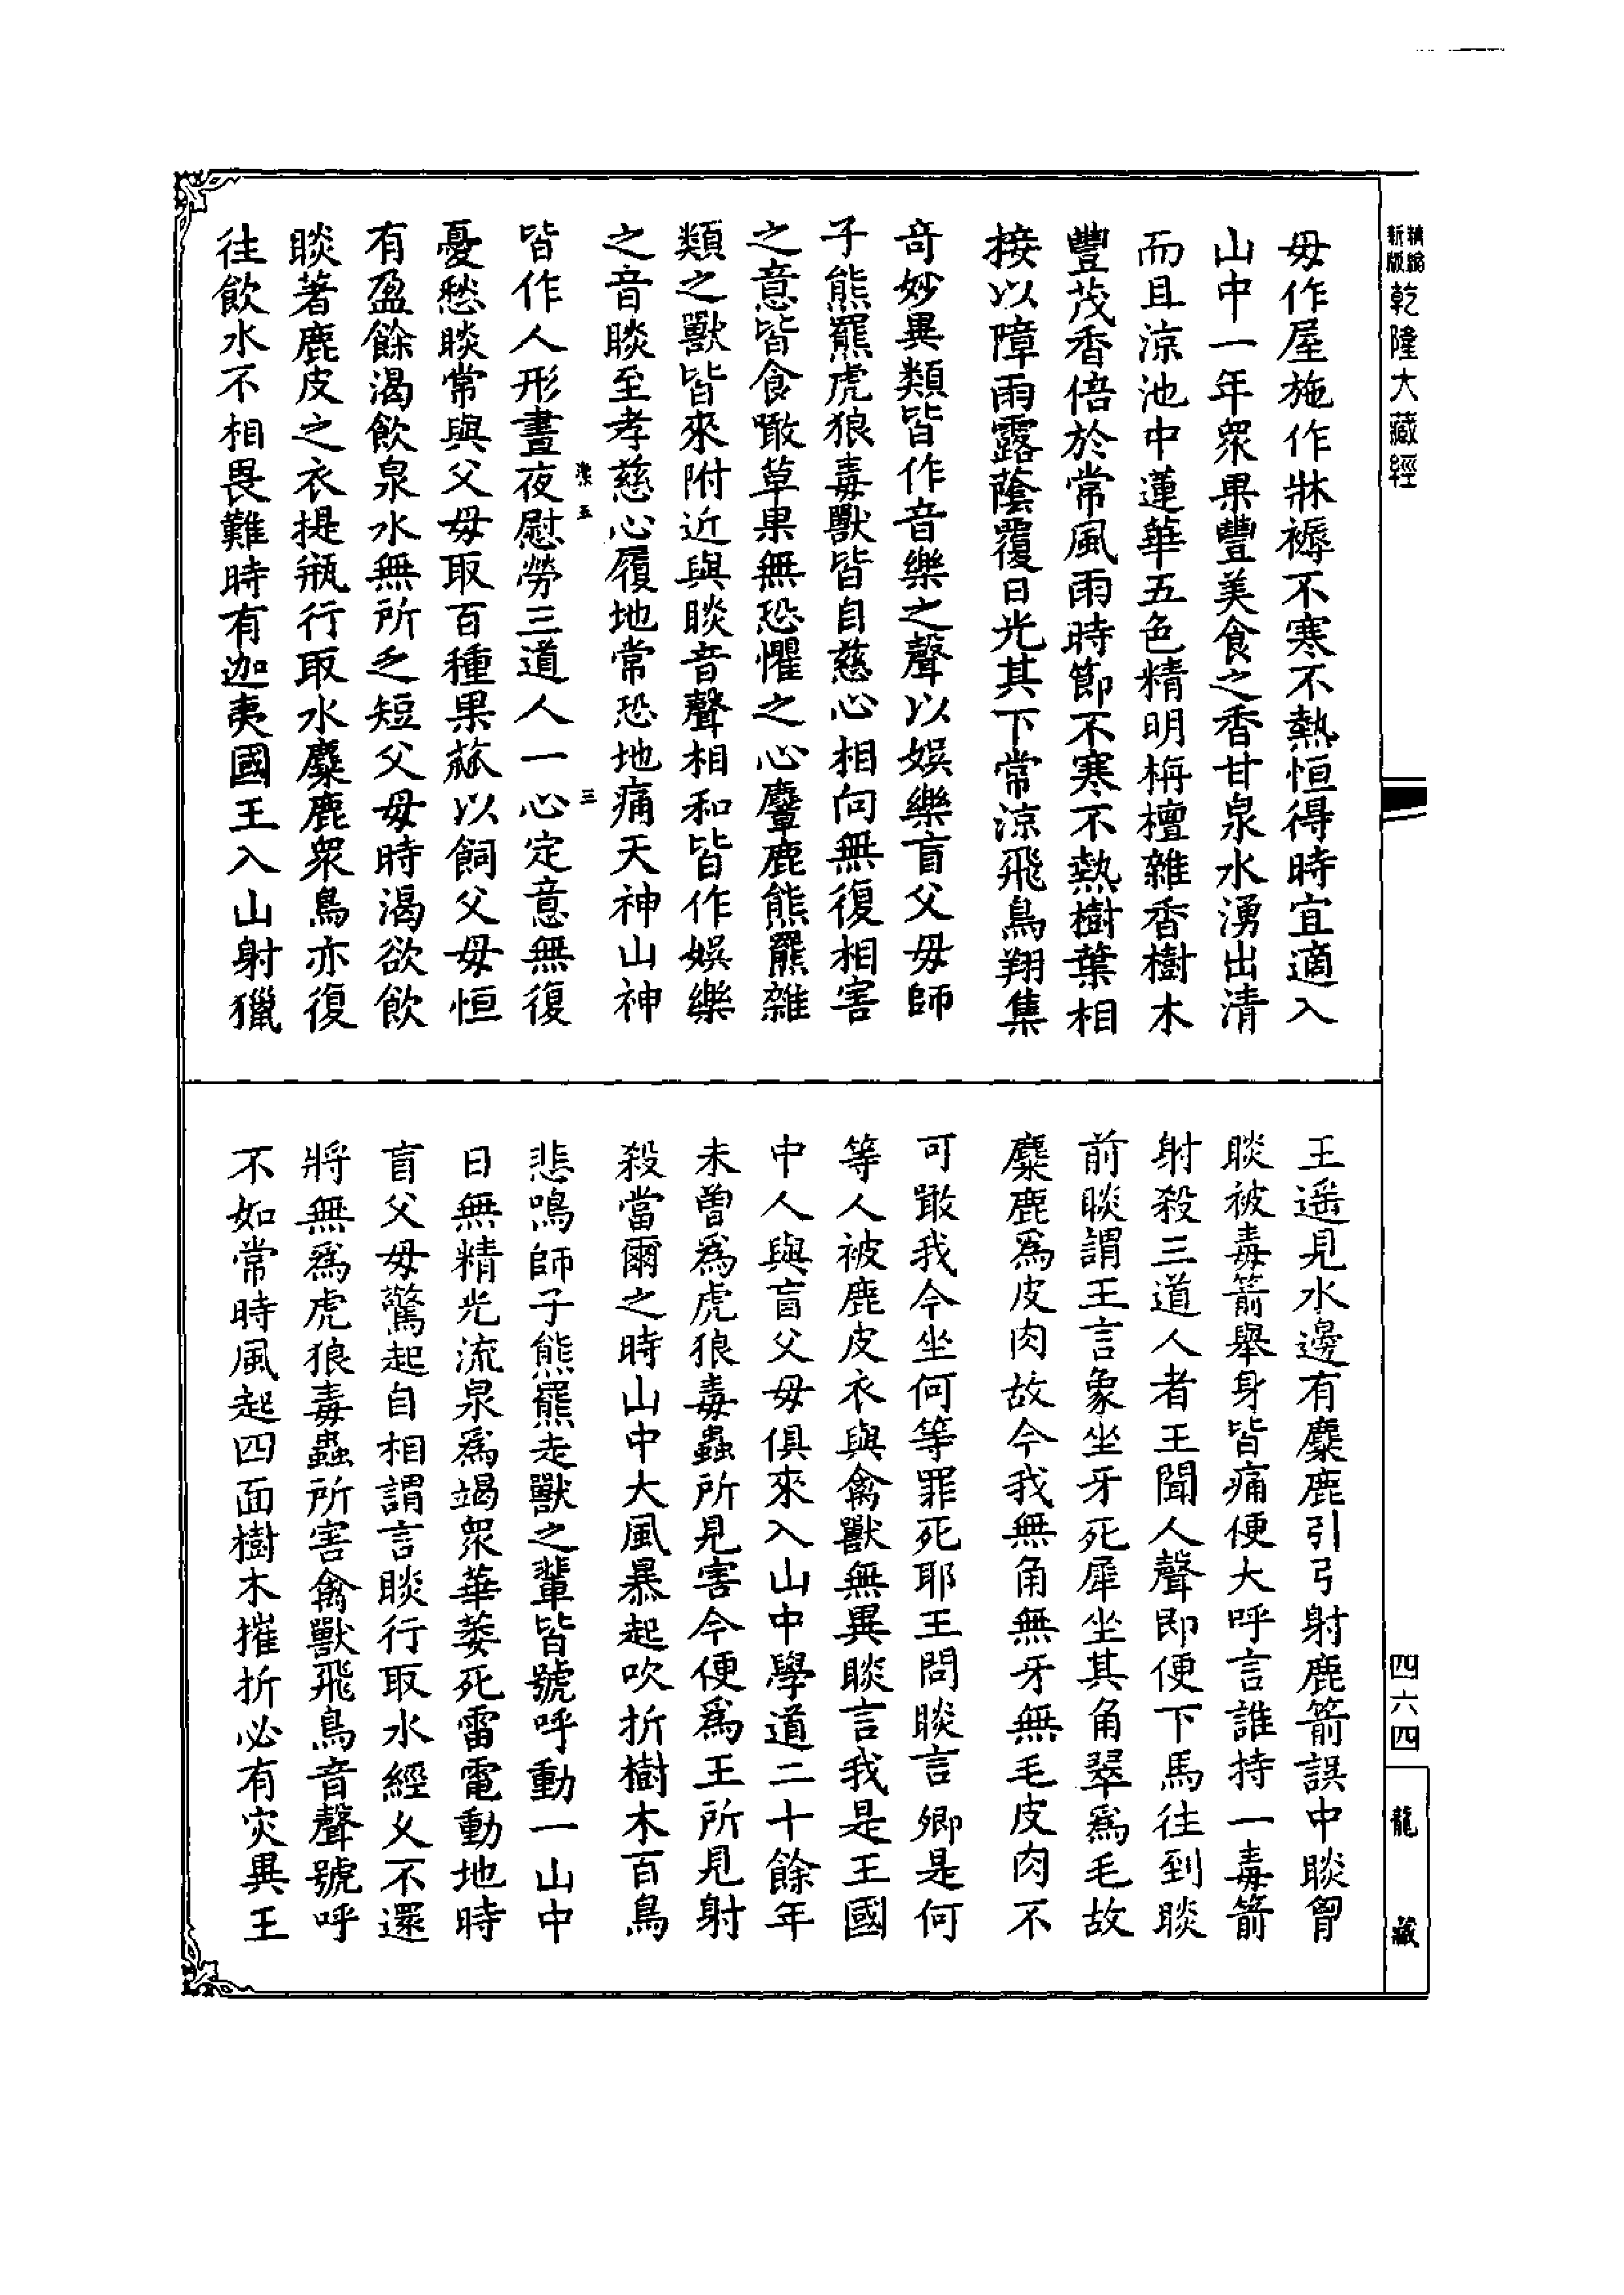 新版
乾隆大藏經
毋作屋施作牀褥不寒不熱恒得時宜適入
山中一年衆果豐美食之香甘泉水湧出清
而且涼池中蓮華五色精明栴檀雜香樹木
豐茂香倍於常風雨時節不寒不熱樹葉相
接以障雨露蔭覆日光其下常涼飛鳥翔集
奇妙異類皆作音樂之聲以娛樂盲父毋師
子熊羆虎狼毒獸皆自慈心相向無復相害
之意皆食噉草果無恐懼之心麞鹿熊羆雜
類之獸皆來附近與睒音聲相和皆作娛樂
之音睒至孝慈心履地常恐地痛天神山神
皆作人形晝夜慰勞三道人一心定意無復
憂愁睒常與父毋取百種果蓏以飼父毋恒
有盈餘渴飲泉水無所乏短父毋時渴欲飲
睒著鹿皮之衣提瓶行取水麋鹿衆鳥亦復
往飲水不相畏難時有迦夷國王入山射獵
王遥見水邊有麋鹿引弓射鹿箭誤中睒胷
睒被毒箭舉身皆痛便大呼言誰持一毒箭
射殺三道人者王聞人聲即便下馬往到睒
前睒謂王言象坐牙死犀坐其角翠爲毛故
麋鹿爲皮肉故今我無角無牙無毛皮肉不
可噉我今坐何等罪死耶王問睒言卿是何
等人被鹿皮衣與禽獸無異睒言我是王國
中人與盲父毋俱來入山中學道二十餘年
未曾爲虎狼毒蟲所見害今便爲王所見射
殺當爾之時山中大風暴起吹折樹木百鳥
悲鳴師子熊羆走獸之輩皆號呼動一山中
日無精光流泉爲竭衆華萎死雷電動地時
盲父毋驚起自相謂言睒行取水經久不還
將無爲虎狼毒蟲所害禽獸飛鳥音聲號呼
不如常時風起四面樹木摧折必有灾異王
四六四
龍藏